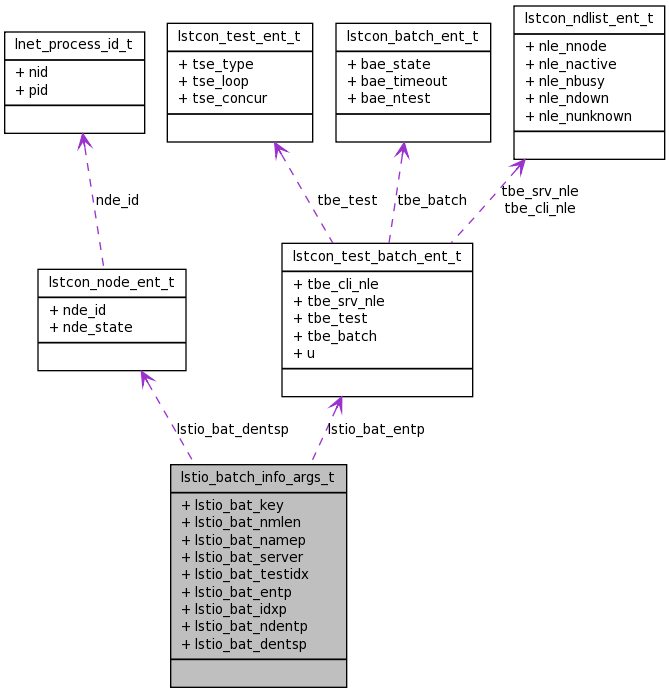 lnet_process_id_t
+ nid
+ pid
lstcon_test_ent_t
+ tse_type
+ tse_loop
+ tse_concur
lstcon_batch_ent_t
+ bae_state
+ bae_timeout
+ bae_ntest
lstcon_ndlist_ent_t
+ nle_nnode
+ nle_nactive
+ nle_nbusy
+ nle_ndown
+ nle_nunknown
nde_id
tbe_test
tbe_batch
tbe_srv_nle
tbe_cli_nle
lstcon_node_ent_t
+ nde_id
+ nde_state
lstcon_test_batch_ent_t
+ tbe_cli_nle
+ tbe_srv_nle
+ tbe_test
+ tbe_batch
+ u
lstio_bat_dentsp
lstio_bat_entp
lstio_batch_info_args_t
+ lstio_bat_key
+ lstio_bat_nmlen
+ lstio_bat_namep
+ lstio_bat_server
+ lstio_bat_testidx
+ lstio_bat_entp
+ lstio_bat_idxp
+ lstio_bat_ndentp
+ lstio_bat_dentsp